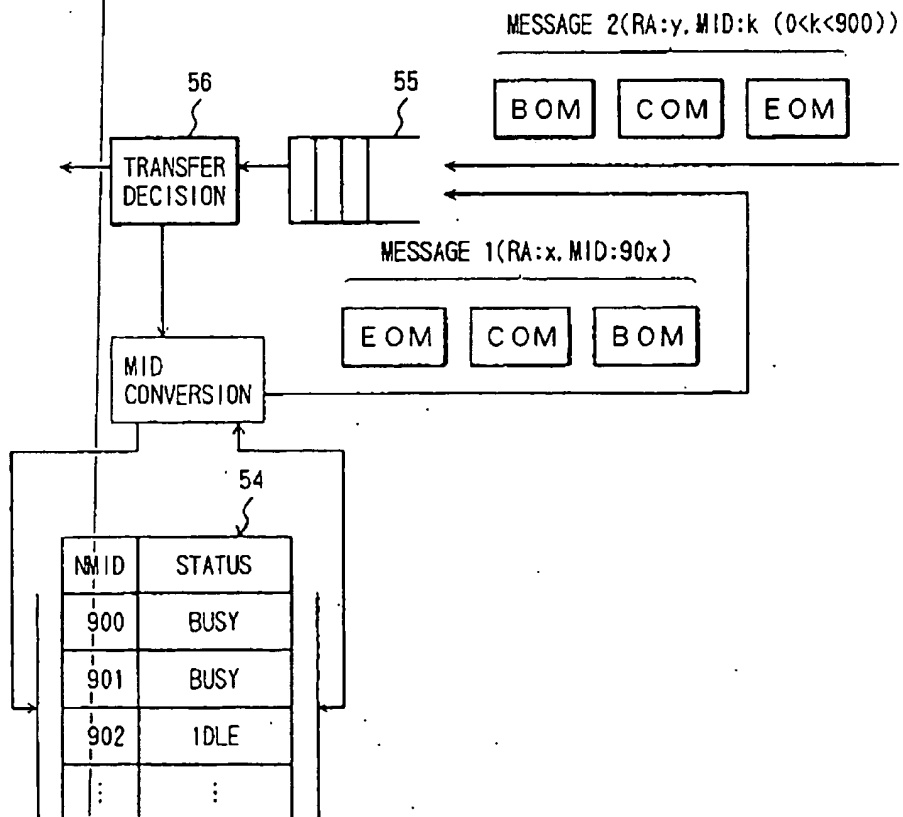 MESSAGE 2(RA:y.MID:k (0<k<900))
56
55
BOM
COM
EOM
TRANSFER
DECISION
MESSAGE 1(RA:x.MID:90x)
EOM
COM
BOM
MID
CONVERSION
54
NMID STATUS
900 BUSY
901 BUSY
902 IDLE
⋮ ⋮